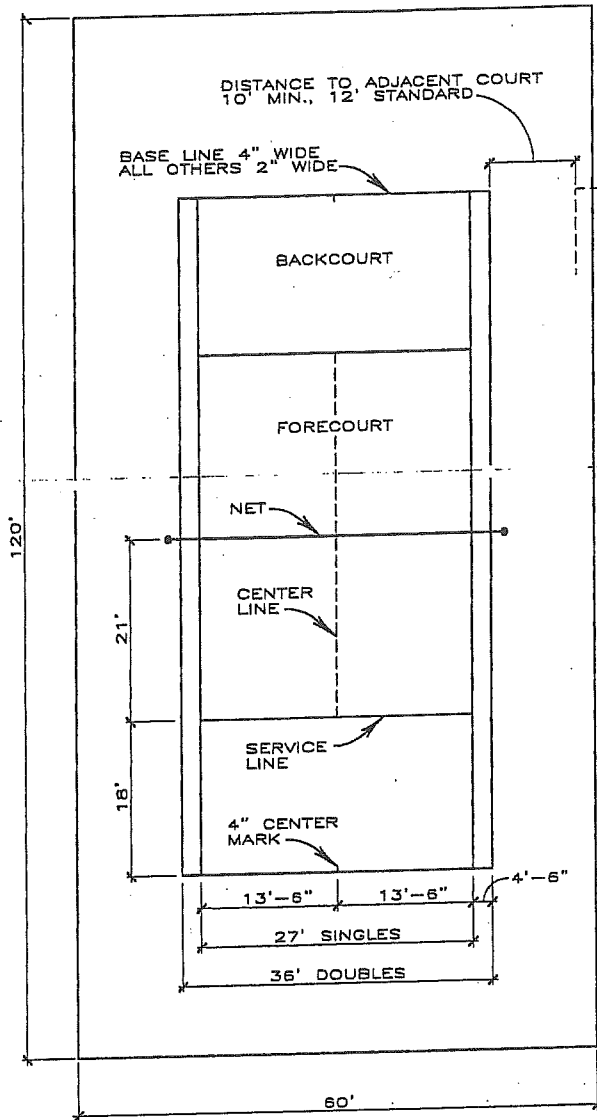 DISTANCE TO ADJACENT COURT
10' MIN., 12' STANDARD
BASE LINE 4" WIDE
ALL OTHERS 2" WIDE
BACKCOURT
FORECOURT
NET
120'
CENTER
LINE
21'
SERVICE
LINE
18'
4" CENTER
MARK
13'-6"
13'-6"
4'-6"
27' SINGLES
36' DOUBLES
60'